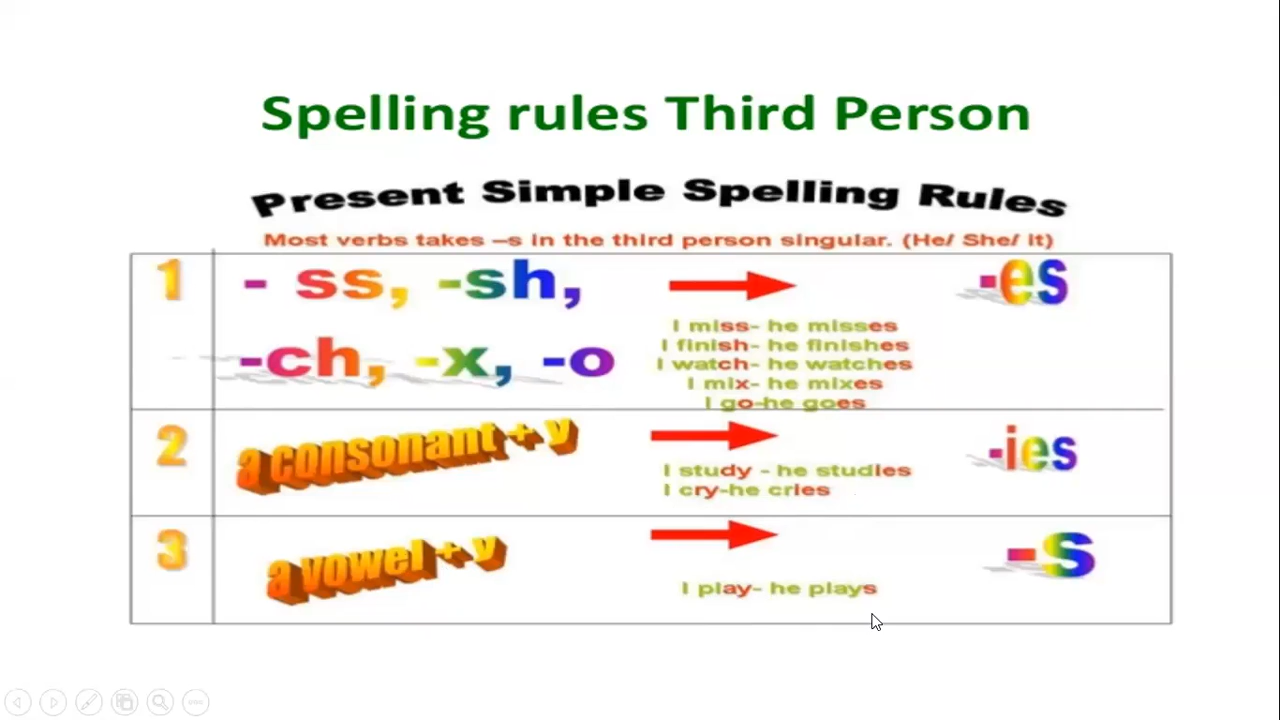 Spelling rules Third Person
Present Simple Spelling Rules
Most verbs takes –s in the third person singular. (He/ She/ It)
1
- ss, -sh,
-ch, -x, -o
-es
I miss- he misses
I finish- he finishes
I watch- he watches
I mix- he mixes
I go-he goes
2
a consonant + y
I study - he studies
I cry-he cries
-ies
3
a vowel + y
I play- he plays
-s